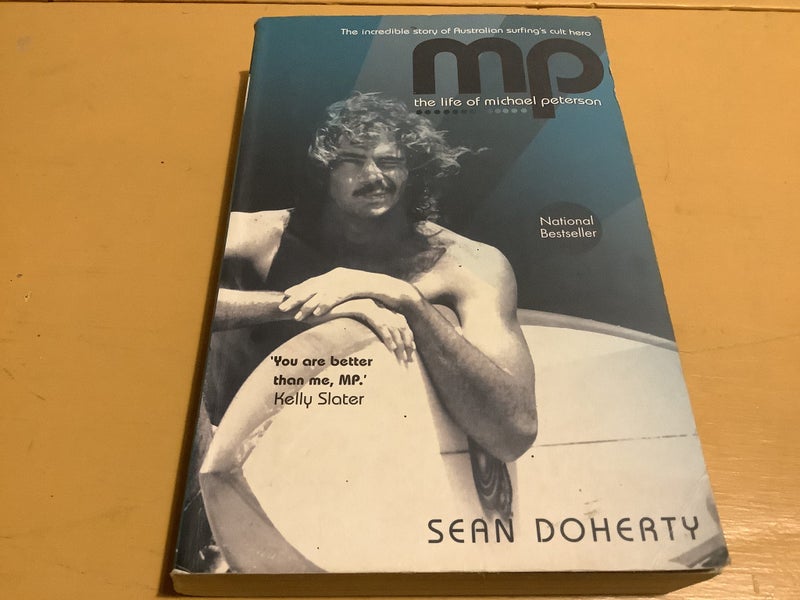 The incredible story of Australian surfing's cult hero
mp
the life of michael peterson
National
Bestseller
'You are better
than me, MP.'
Kelly Slater
SEAN DOHERTY